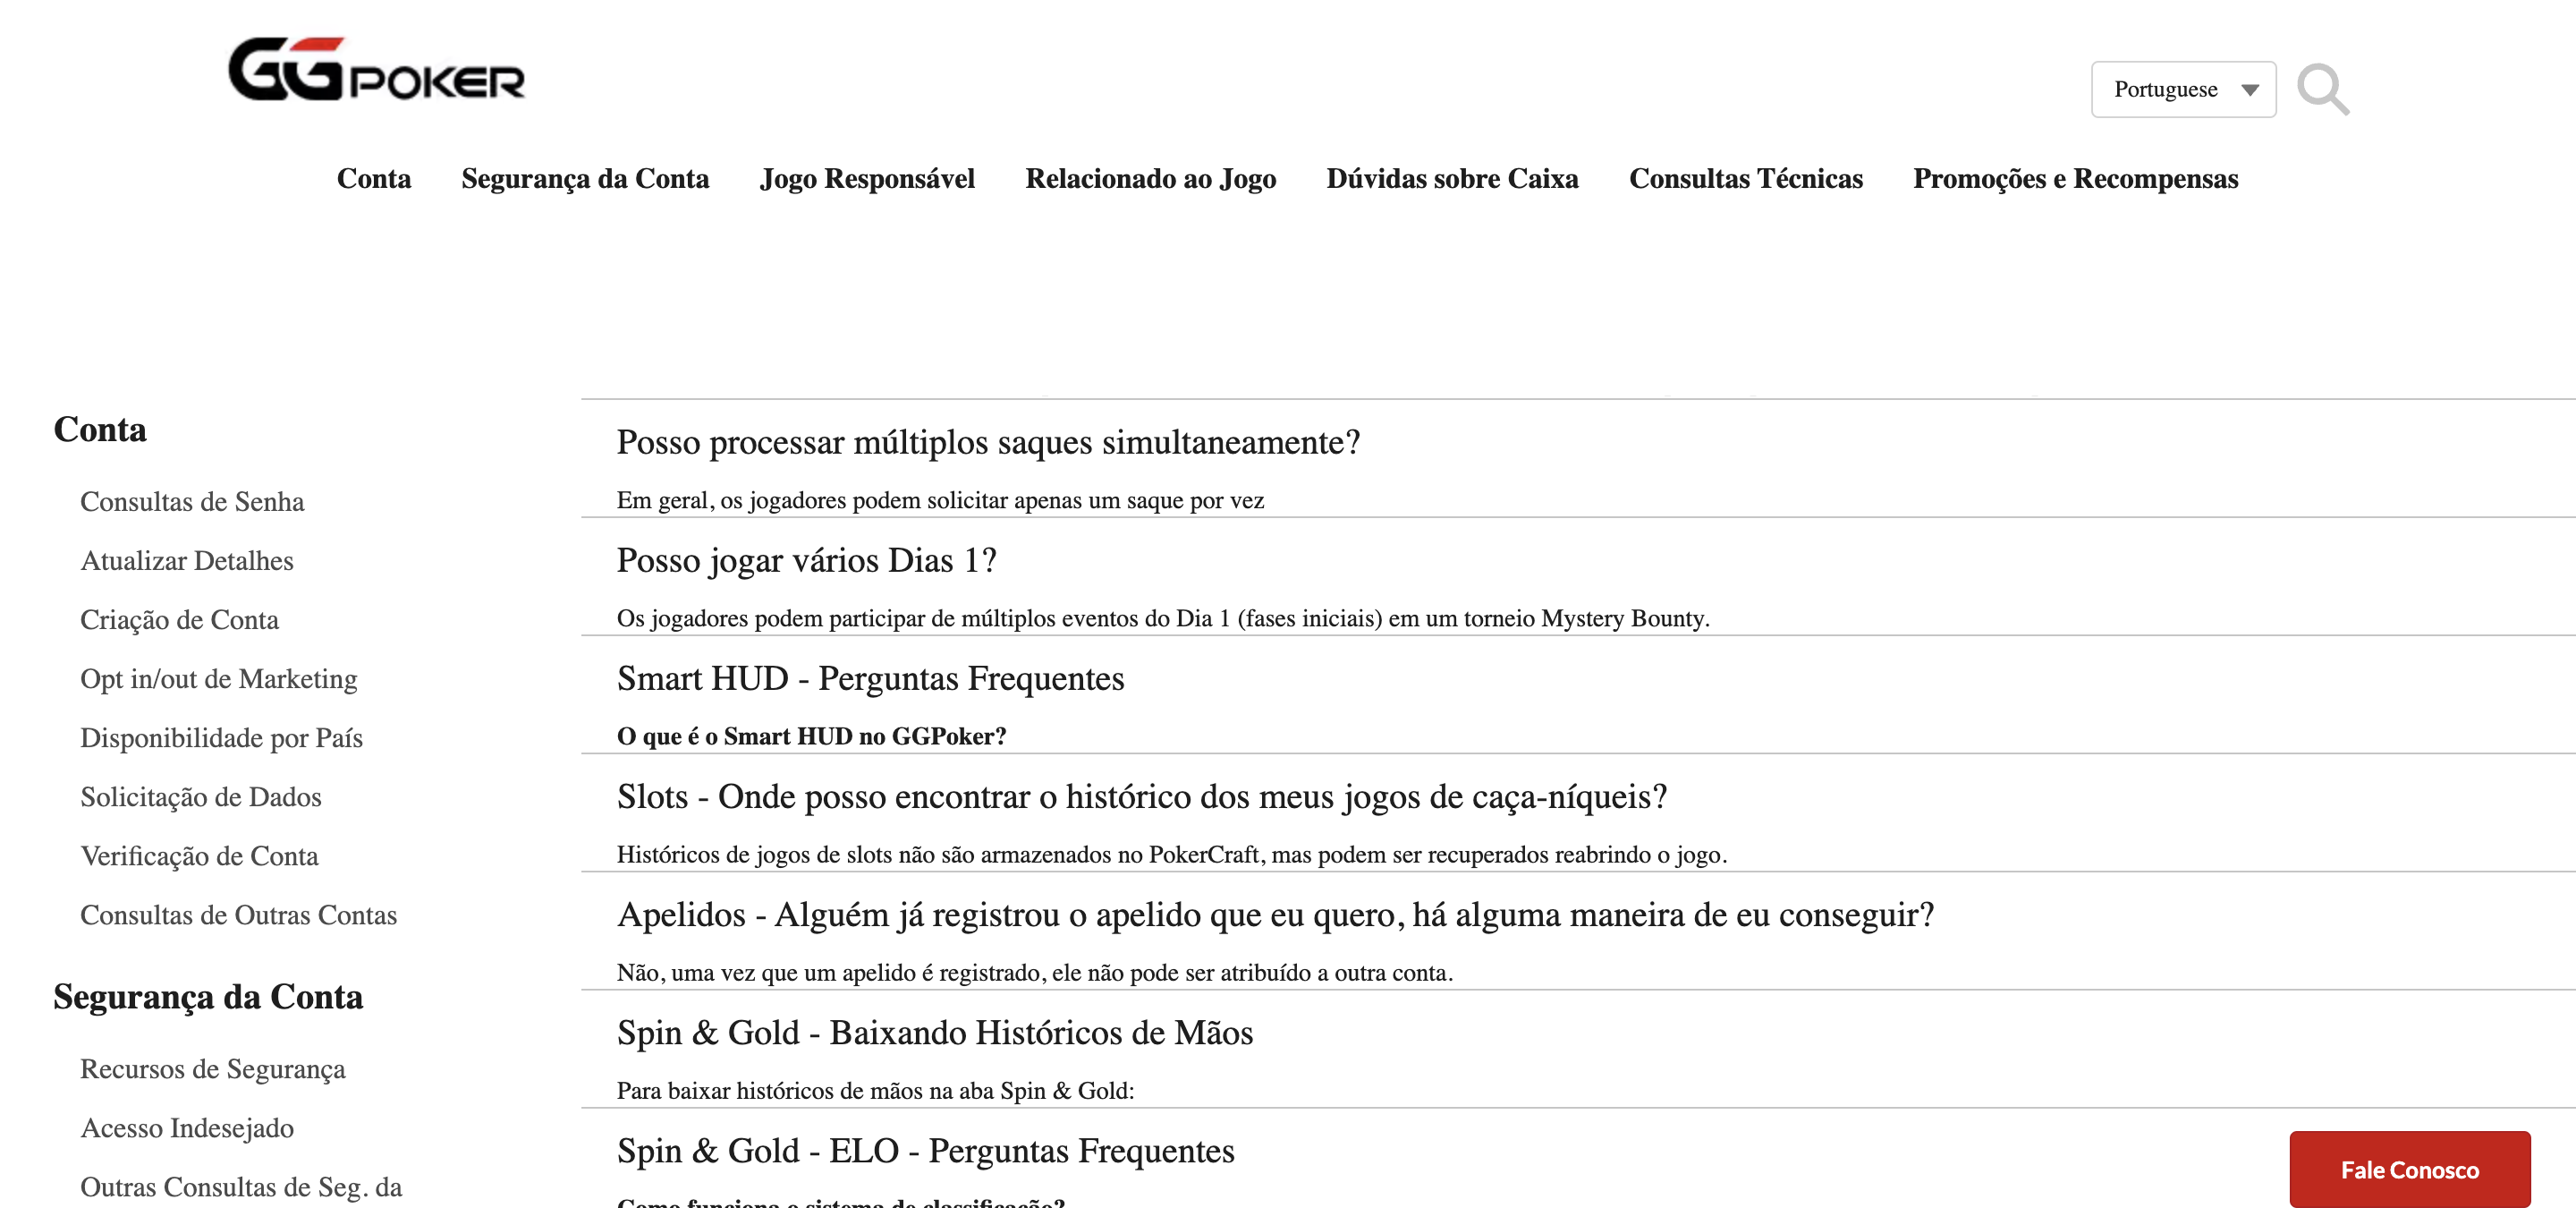 GGPOKER
Portuguese
Conta Segurança da Conta Jogo Responsável Relacionado ao Jogo Dúvidas sobre Caixa Consultas Técnicas Promoções e Recompensas
Conta
Consultas de Senha
Atualizar Detalhes
Criação de Conta
Opt in/out de Marketing
Disponibilidade por País
Solicitação de Dados
Verificação de Conta
Consultas de Outras Contas
Segurança da Conta
Recursos de Segurança
Acesso Indesejado
Outras Consultas de Seg. da
Posso processar múltiplos saques simultaneamente?
Em geral, os jogadores podem solicitar apenas um saque por vez
Posso jogar vários Dias 1?
Os jogadores podem participar de múltiplos eventos do Dia 1 (fases iniciais) em um torneio Mystery Bounty.
Smart HUD - Perguntas Frequentes
O que é o Smart HUD no GGPoker?
Slots - Onde posso encontrar o histórico dos meus jogos de caça-níqueis?
Históricos de jogos de slots não são armazenados no PokerCraft, mas podem ser recuperados reabrindo o jogo.
Apelidos - Alguém já registrou o apelido que eu quero, há alguma maneira de eu conseguir?
Não, uma vez que um apelido é registrado, ele não pode ser atribuído a outra conta.
Spin & Gold - Baixando Históricos de Mãos
Para baixar históricos de mãos na aba Spin & Gold:
Spin & Gold - ELO - Perguntas Frequentes
Como funciona o sistema de classificação?
Fale Conosco